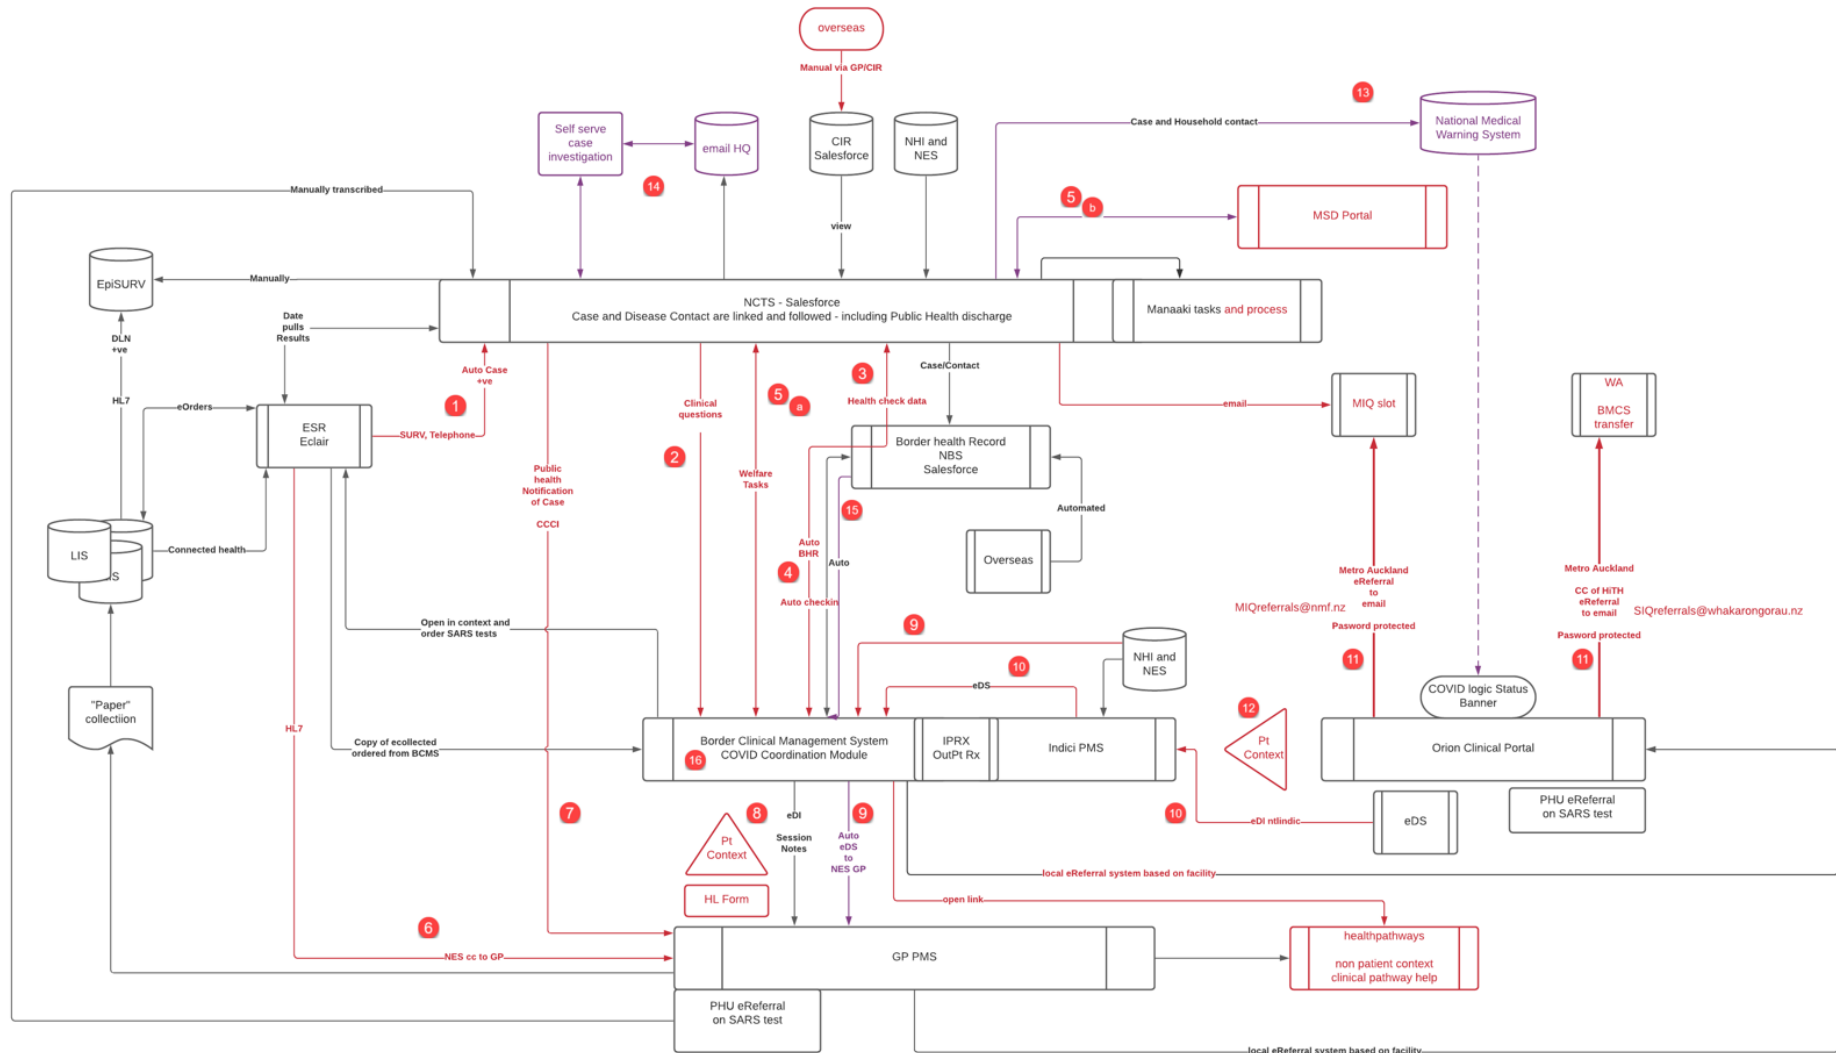 overseas
Manual via GP/CIR
13
Self serve
case
investigation
email HQ
CIR
Salesforce
NHI and
NES
Case and Household contact
National Medical
Warning System
14
Manually transcribed
5
b
MSD Portal
view
EpiSURV
Manually
NCTS - Salesforce
Case and Disease Contact are linked and followed - including Public Health discharge
Manaaki tasks and process
Date
pulls
Results
DLN
+ve
HL7
eOrders
Auto Case
+ve
1
ESR
Eclair
SURV, Telephone
Clinical
questions
2
5
a
3
Health check data
Case/Contact
email
MIQ slot
WA
BMCS
transfer
Border health Record
NBS
Salesforce
Public
health
Notification
of Case
CCCI
Welfare
Tasks
15
Automated
LIS
Connected health
Auto
BHR
4
Auto
Auto checkin
Overseas
Metro Auckland
eReferral
to
email
Pasword protected
MIQreferrals@nmf.nz
Metro Auckland
CC of HiTH
eReferral
to email
Pasword protected
SIQreferrals@whakarongorau.nz
11
11
Open in context and
order SARS tests
9
10
NHI and
NES
eDS
COVID logic Status
Banner
"Paper"
collectiion
HL7
Copy of ecollected
ordered from BCMS
Border Clinical Management System
COVID Coordination Module
16
IPRX
OutPt Rx
Indici PMS
12
Pt
Context
Orion Clinical Portal
7
8
9
10
eDI
Session
Notes
Auto
eDS
to
NES GP
eDI ntlindic
eDS
PHU eReferral
on SARS test
Pt
Context
HL Form
local eReferral system based on facility
open link
6
NES cc to GP
GP PMS
healthpathways
non patient context
clinical pathway help
PHU eReferral
on SARS test
local eReferral system based on facility